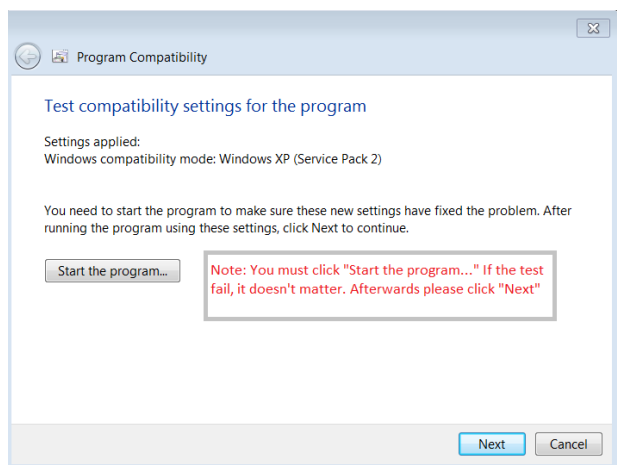 Program Compatibility
Test compatibility settings for the program
Settings applied:
Windows compatibility mode: Windows XP (Service Pack 2)
You need to start the program to make sure these new settings have fixed the problem. After
running the program using these settings, click Next to continue.
Start the program...
Note: You must click "Start the program..." If the test
fail, it doesn't matter. Afterwards please click "Next"
Next
Cancel